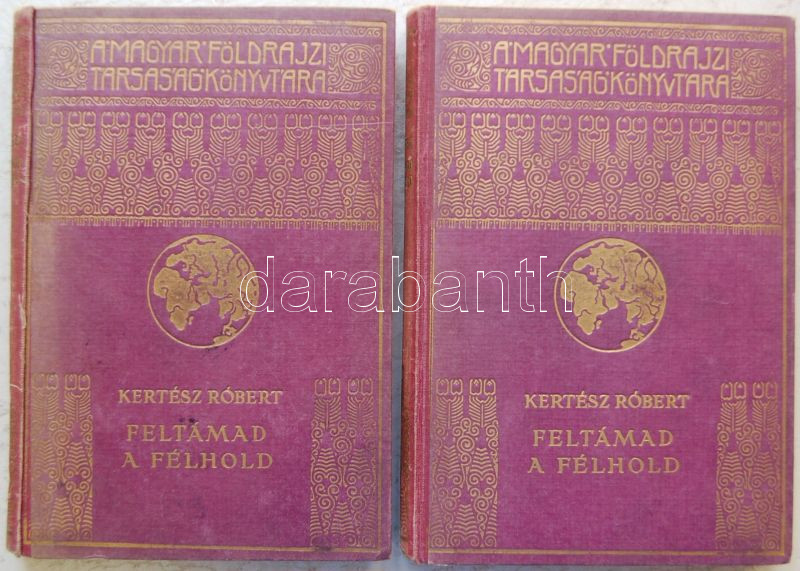 A MAGYAR FÖLDRAJZI
TÁRSASÁG KÖNYVTÁRA
KERTÉSZ RÓBERT
FELTÁMAD
A FÉLHOLD
A MAGYAR FÖLDRAJZI
TÁRSASÁG KÖNYVTÁRA
KERTÉSZ RÓBERT
FELTÁMAD
A FÉLHOLD
darabanth